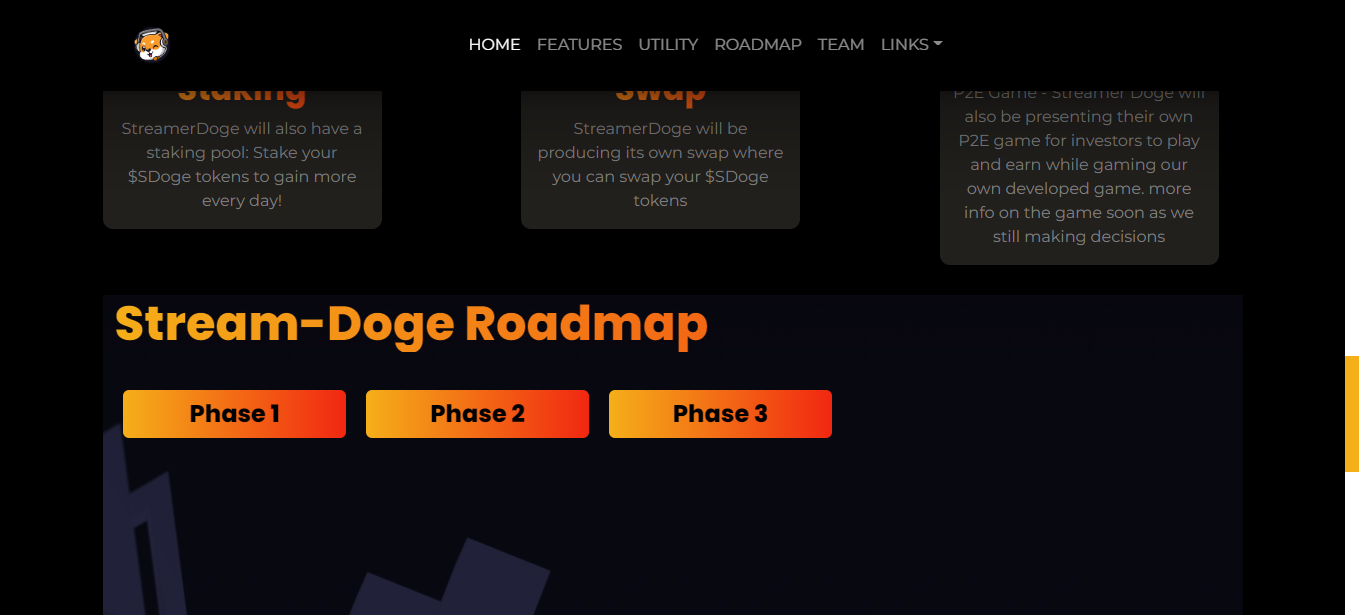 HOME FEATURES UTILITY ROADMAP TEAM LINKS
Staking
StreamerDoge will also have a
staking pool: Stake your
$SDoge tokens to gain more
every day!
Swap
StreamerDoge will be
producing its own swap where
you can swap your $SDoge
tokens
P2E Game - Streamer Doge will
also be presenting their own
P2E game for investors to play
and earn while gaming our
own developed game. more
info on the game soon as we
still making decisions
Stream-Doge Roadmap
Phase 1
Phase 2
Phase 3